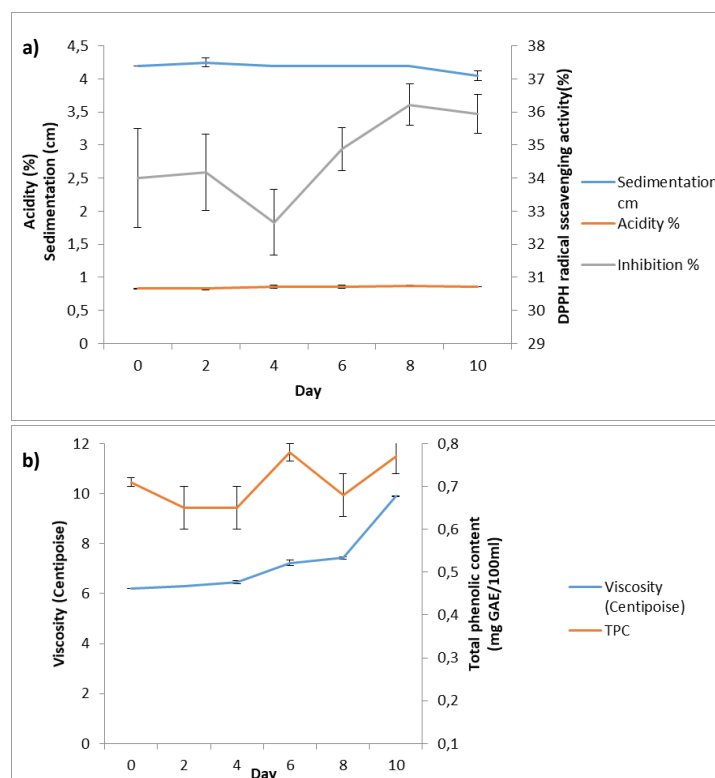 a)
Acidity (%)
Sedimentation (cm)
4,5
4
3,5
3
2,5
2
1,5
1
0,5
0
0 2 4 6 8 10
Day
38
37
36
35
34
33
32
31
30
29
DPPH radical sscavenging activity(%)
Sedimentation
cm
Acidity %
Inhibition %
b)
Viscosity (Centipoise)
12
10
8
6
4
2
0
0 2 4 6 8 10
Day
0,8
0,7
0,6
0,5
0,4
0,3
0,2
0,1
Total phenolic content
(mg GAE/100ml)
Viscosity
(Centipoise)
TPC